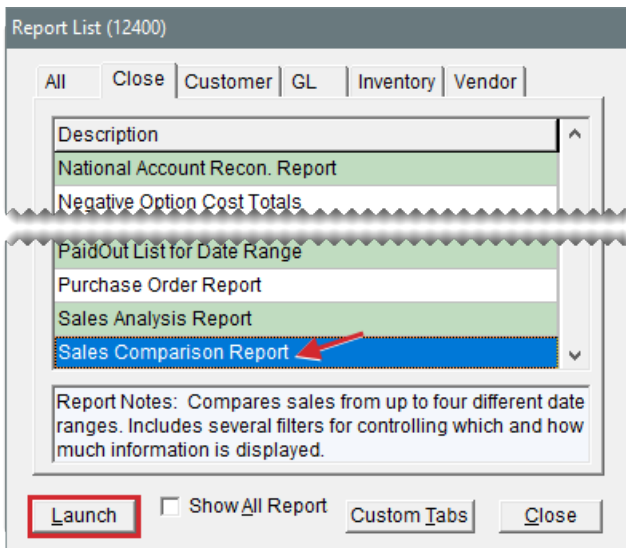 Report List (12400)
All Close Customer GL Inventory Vendor
Description
National Account Recon. Report
Negative Option Cost Totals
PaidOut List for Date Range
Purchase Order Report
Sales Analysis Report
Sales Comparison Report
Report Notes: Compares sales from up to four different date
ranges. Includes several filters for controlling which and how
much information is displayed.
Launch Show All Report Custom Tabs Close